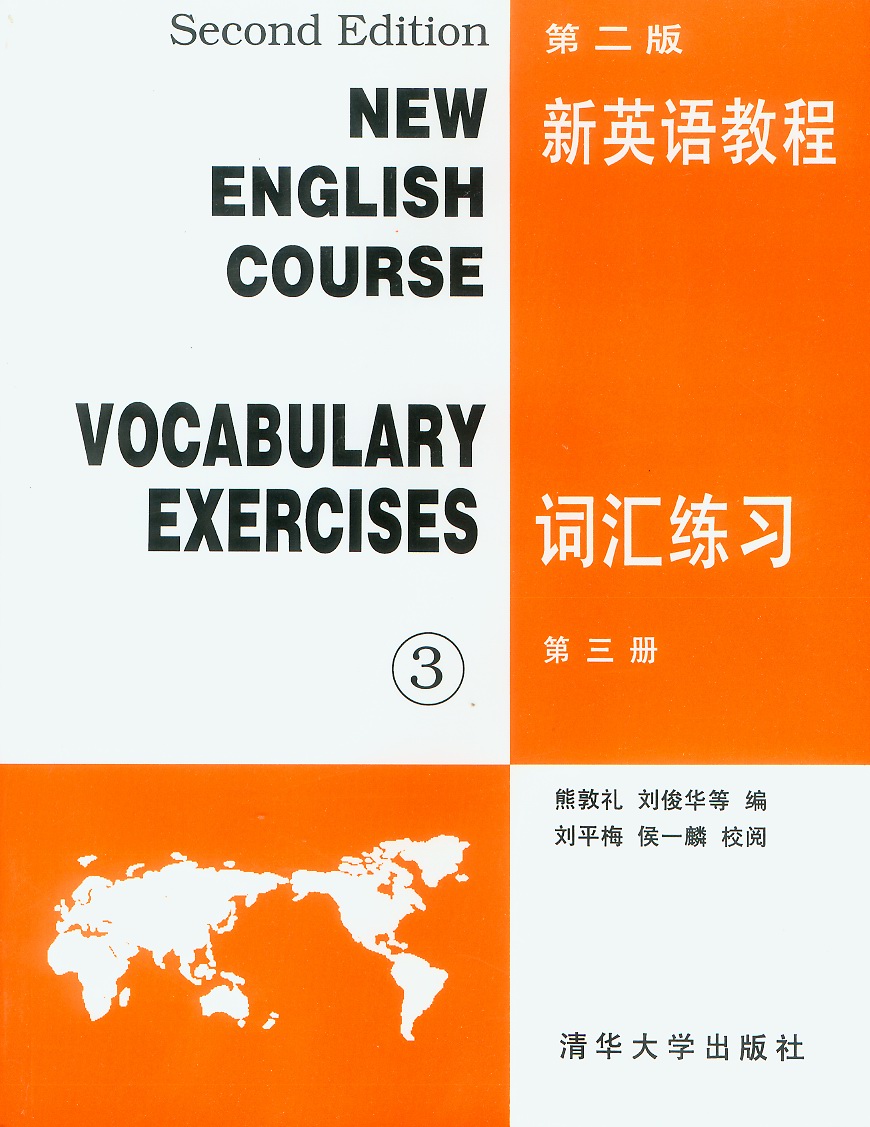 Second Edition
NEW
ENGLISH
COURSE
VOCABULARY
EXERCISES
3
第二版
新英语教程
词汇练习
第三册
熊敦礼 刘俊华等 编
刘平梅 侯一麟 校阅
清华大学出版社